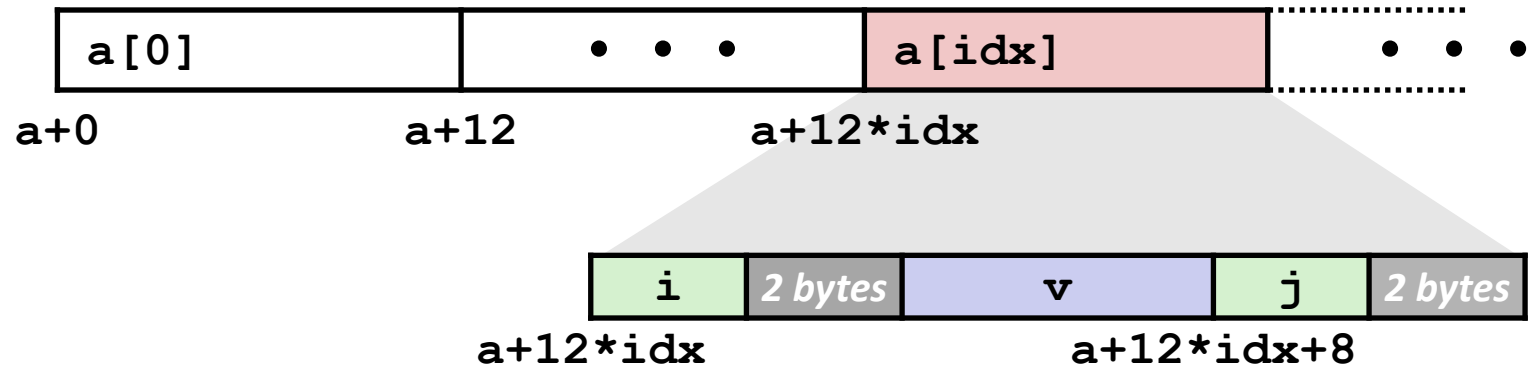 a[0] • • • a[idx] • • •
a+0 a+12 a+12*idx
i 2 bytes v j 2 bytes
a+12*idx a+12*idx+8